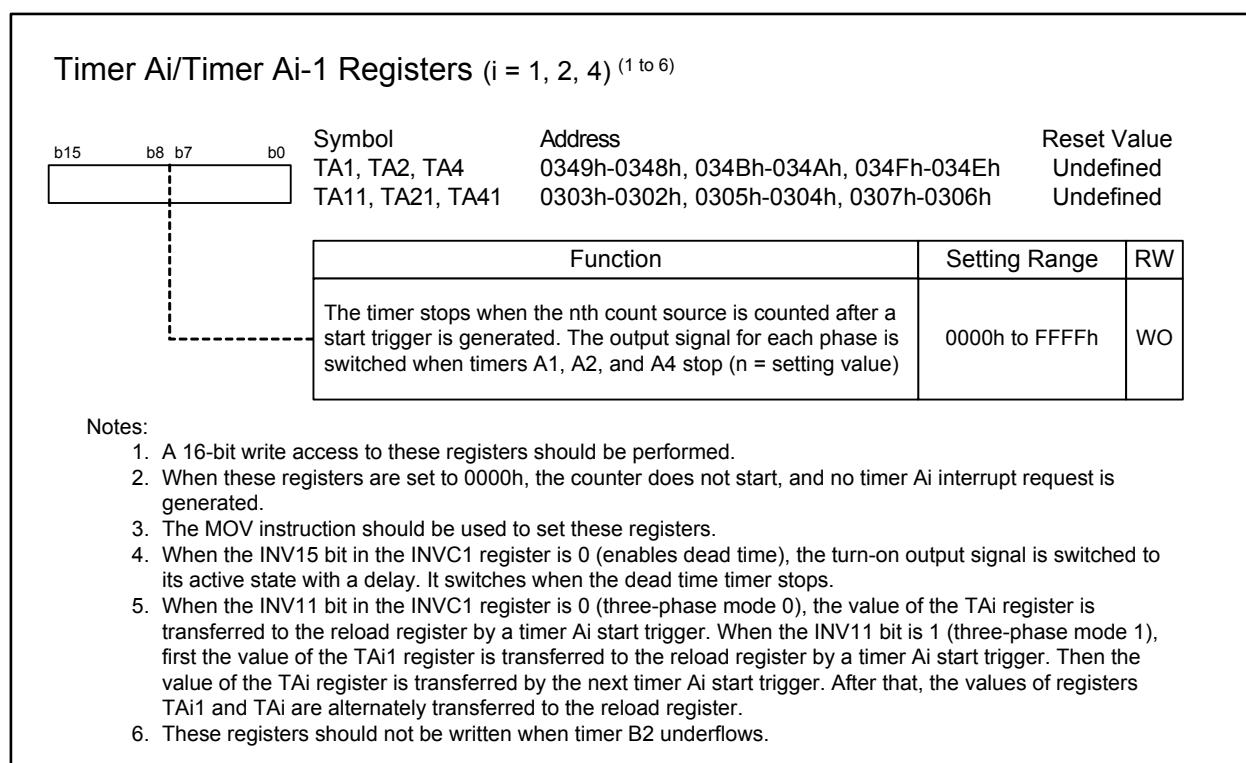 Timer Ai/Timer Ai-1 Registers (i = 1, 2, 4) (1 to 6)
b15 b8 b7 b0
Symbol Address Reset Value
TA1, TA2, TA4 0349h-0348h, 034Bh-034Ah, 034Fh-034Eh Undefined
TA11, TA21, TA41 0303h-0302h, 0305h-0304h, 0307h-0306h Undefined
Function Setting Range RW
The timer stops when the nth count source is counted after a
start trigger is generated. The output signal for each phase is
switched when timers A1, A2, and A4 stop (n = setting value)
0000h to FFFFh WO
Notes:
1. A 16-bit write access to these registers should be performed.
2. When these registers are set to 0000h, the counter does not start, and no timer Ai interrupt request is
generated.
3. The MOV instruction should be used to set these registers.
4. When the INV15 bit in the INVC1 register is 0 (enables dead time), the turn-on output signal is switched to
its active state with a delay. It switches when the dead time timer stops.
5. When the INV11 bit in the INVC1 register is 0 (three-phase mode 0), the value of the TAi register is
transferred to the reload register by a timer Ai start trigger. When the INV11 bit is 1 (three-phase mode 1),
first the value of the TAi1 register is transferred to the reload register by a timer Ai start trigger. Then the
value of the TAi register is transferred by the next timer Ai start trigger. After that, the values of registers
TAi1 and TAi are alternately transferred to the reload register.
6. These registers should not be written when timer B2 underflows.